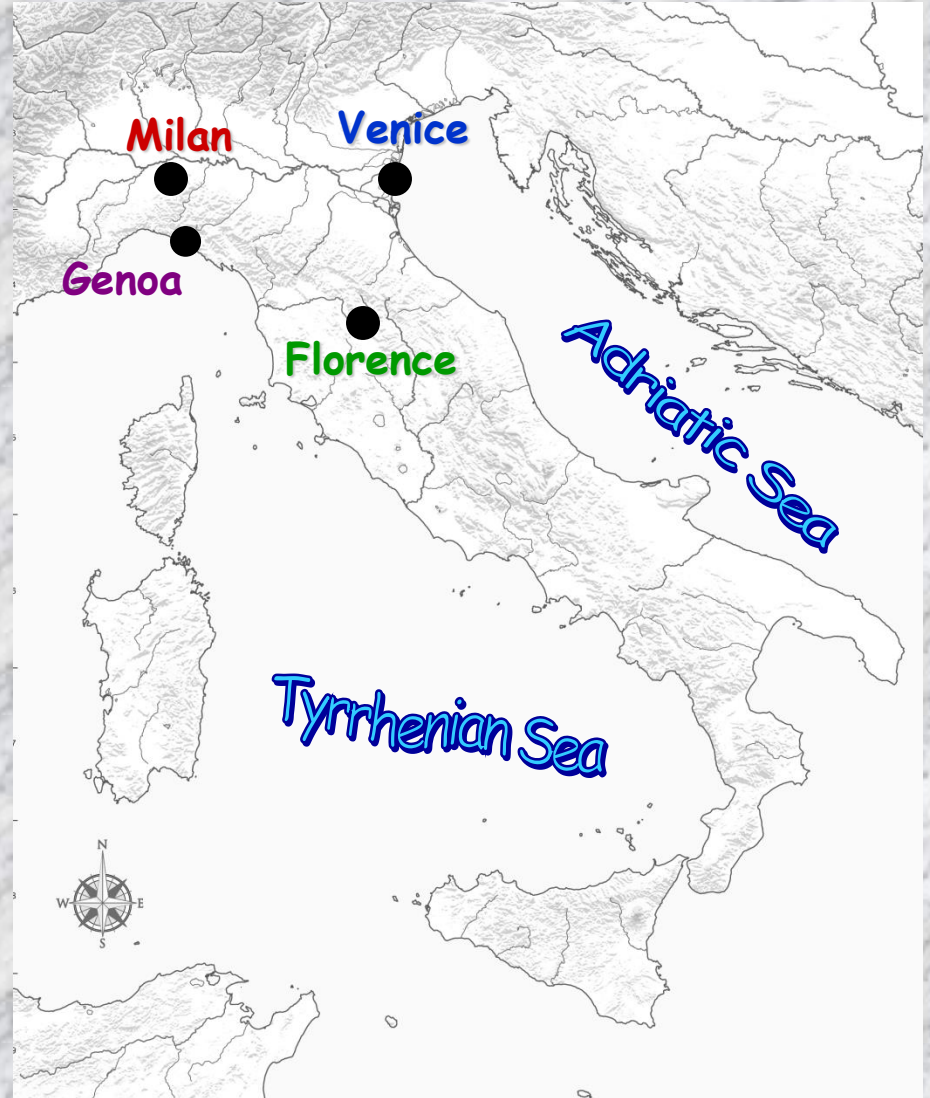 Milan
Venice
Genoa
Florence
Adriatic Sea
Tyrrhenian Sea
N
W E
S